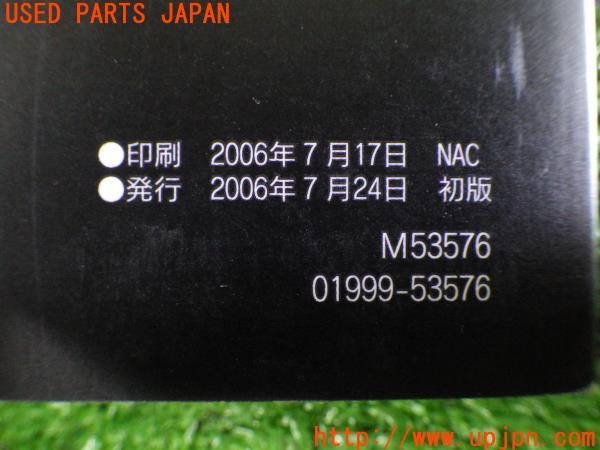 USED PARTS JAPAN
●印刷 2006年7月17日 NAC
●発行 2006年7月24日 初版
M53576
01999-53576
http://www.upjpn.com